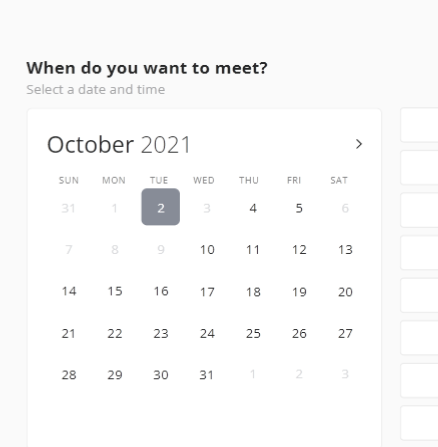 When do you want to meet?
Select a date and time
October 2021
SUN MON TUE WED THU FRI SAT
31 1 2 3 4 5 6
7 8 9 10 11 12 13
14 15 16 17 18 19 20
21 22 23 24 25 26 27
28 29 30 31 1 2 3